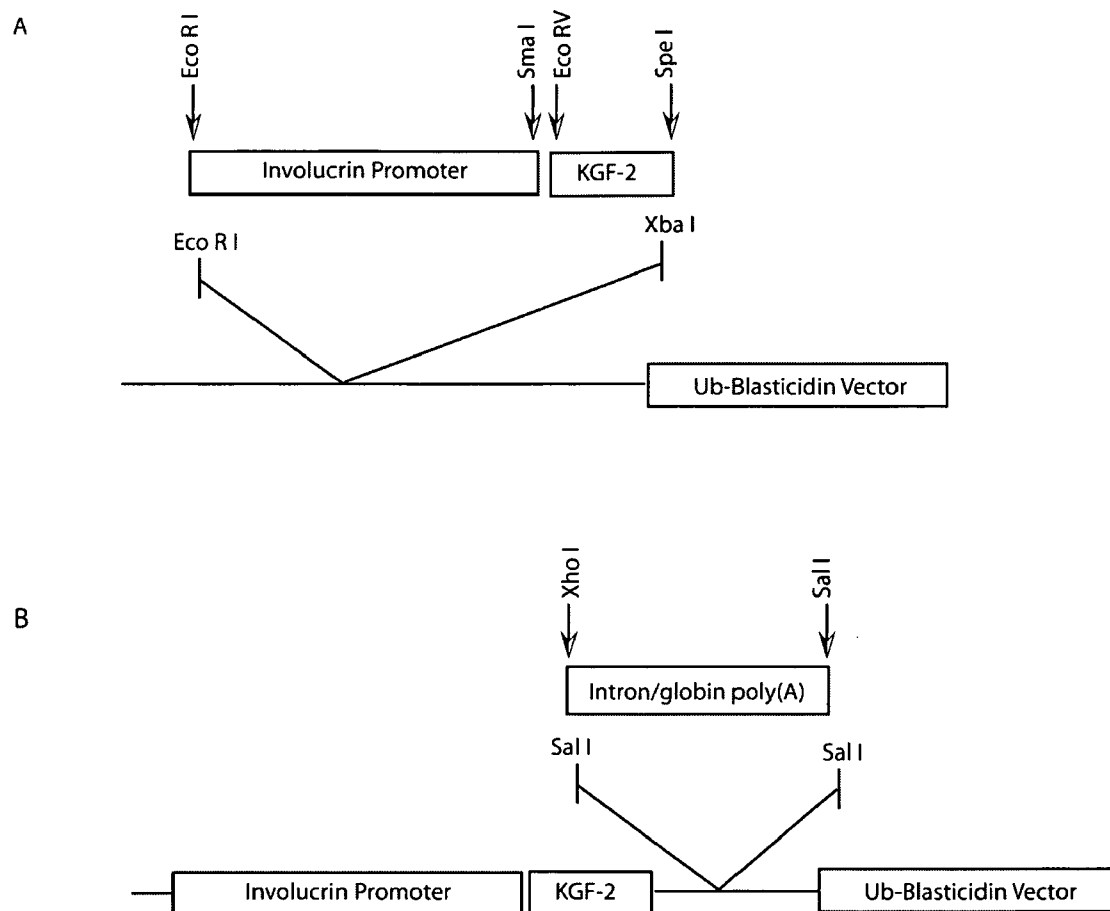 A
Eco R I
Sma I
Eco RV
Spe I
Involucrin Promoter
KGF-2
Eco R I
Xba I
Ub-Blasticidin Vector
B
Xho I
Sal I
Intron/globin poly(A)
Sal I
Sal I
Involucrin Promoter
KGF-2
Ub-Blasticidin Vector